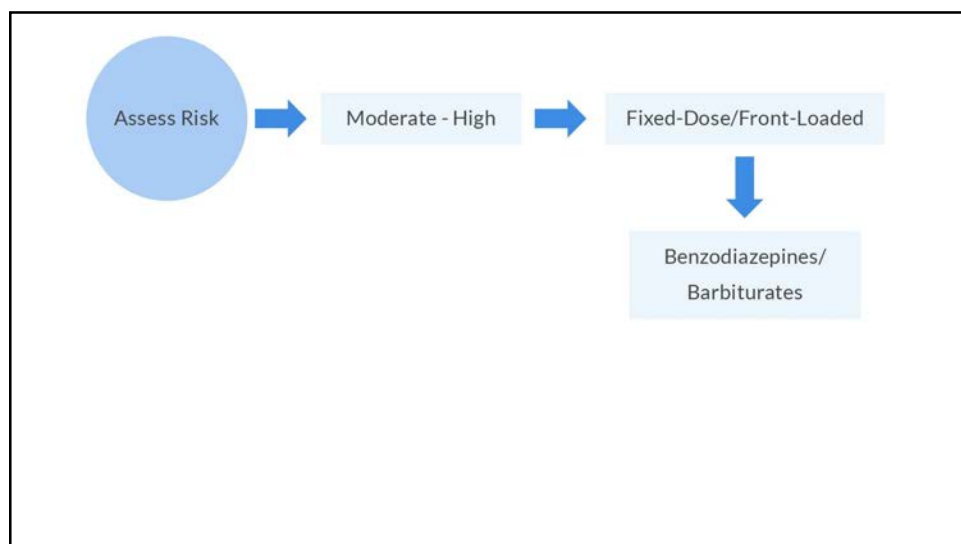 Assess Risk
Moderate - High
Fixed-Dose/Front-Loaded
Benzodiazepines/
Barbiturates